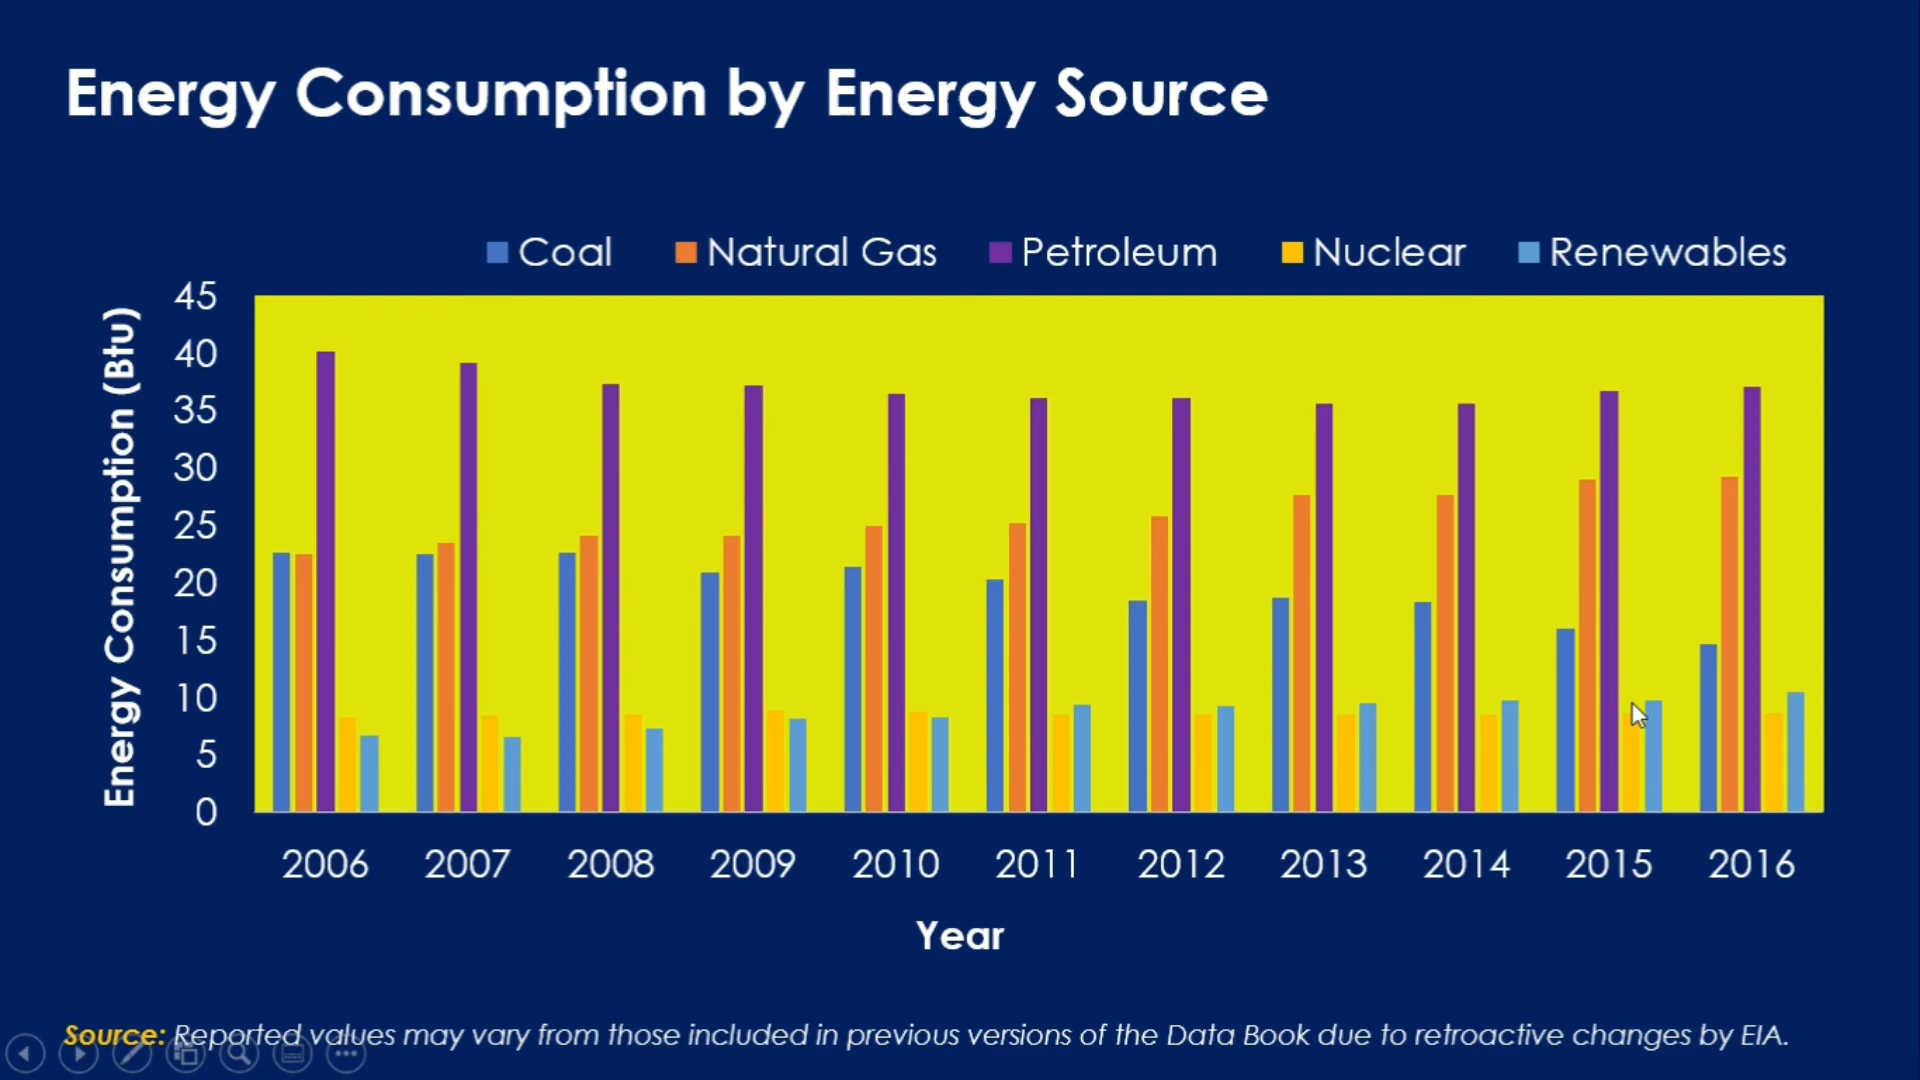 Energy Consumption by Energy Source
Coal Natural Gas Petroleum Nuclear Renewables
Energy Consumption (Btu)
45
40
35
30
25
20
15
10
5
0
2006 2007 2008 2009 2010 2011 2012 2013 2014 2015 2016
Year
Source: Reported values may vary from those included in previous versions of the Data Book due to retroactive changes by EIA.